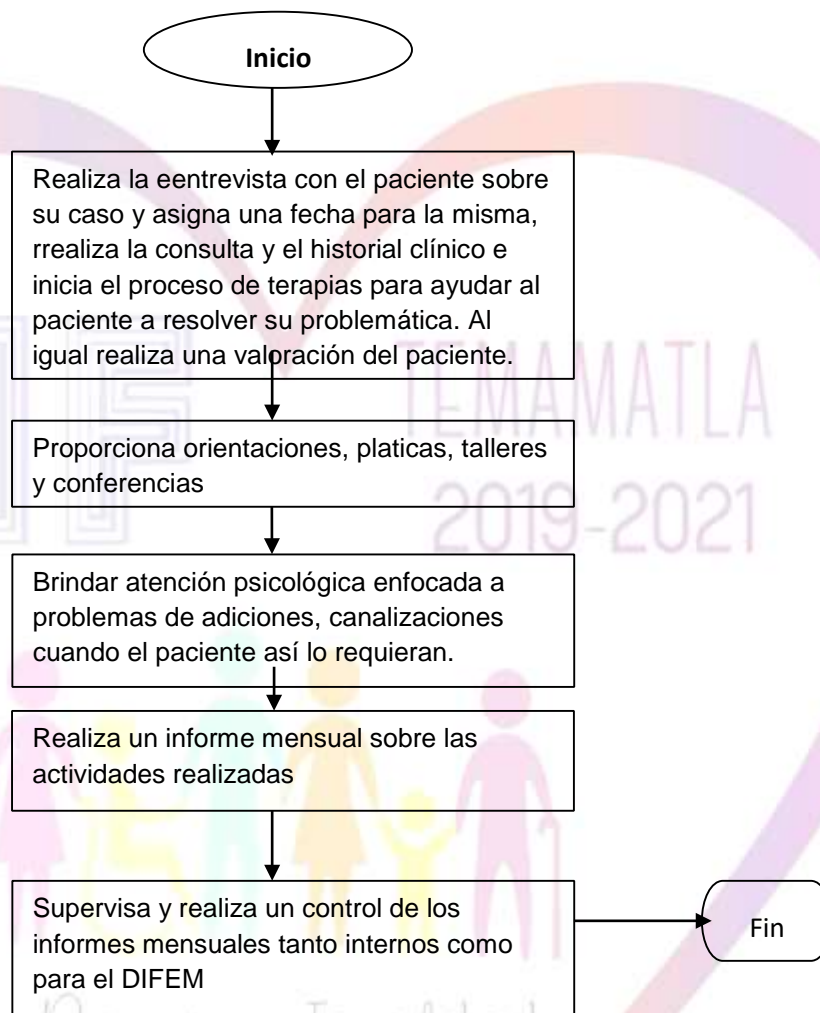 Inicio
Realiza la eentrevista con el paciente sobre
su caso y asigna una fecha para la misma,
rrealiza la consulta y el historial clínico e
inicia el proceso de terapias para ayudar al
paciente a resolver su problemática. Al
igual realiza una valoración del paciente.
TEMAMATLA
Proporciona orientaciones, platicas, talleres
y conferencias
2019-2021
Brindar atención psicológica enfocada a
problemas de adiciones, canalizaciones
cuando el paciente así lo requieran.
Realiza un informe mensual sobre las
actividades realizadas
Supervisa y realiza un control de los
informes mensuales tanto internos como
para el DIFEM
Fin